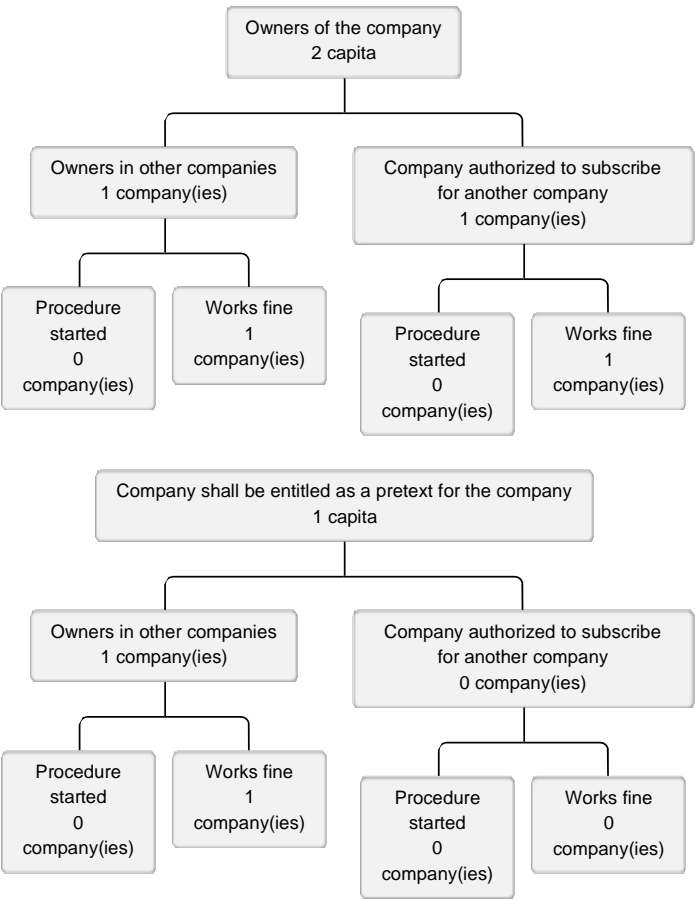 Owners of the company
2 capita
Owners in other companies
1 company(ies)
Company authorized to subscribe
for another company
1 company(ies)
Procedure
started
0
company(ies)
Works fine
1
company(ies)
Procedure
started
0
company(ies)
Works fine
1
company(ies)
Company shall be entitled as a pretext for the company
1 capita
Owners in other companies
1 company(ies)
Company authorized to subscribe
for another company
0 company(ies)
Procedure
started
0
company(ies)
Works fine
1
company(ies)
Procedure
started
0
company(ies)
Works fine
0
company(ies)